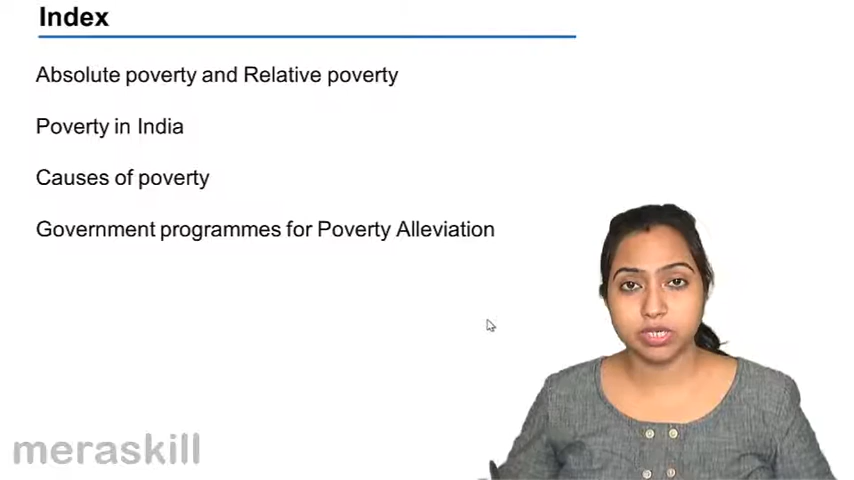 Index
Absolute poverty and Relative poverty
Poverty in India
Causes of poverty
Government programmes for Poverty Alleviation
meraskill